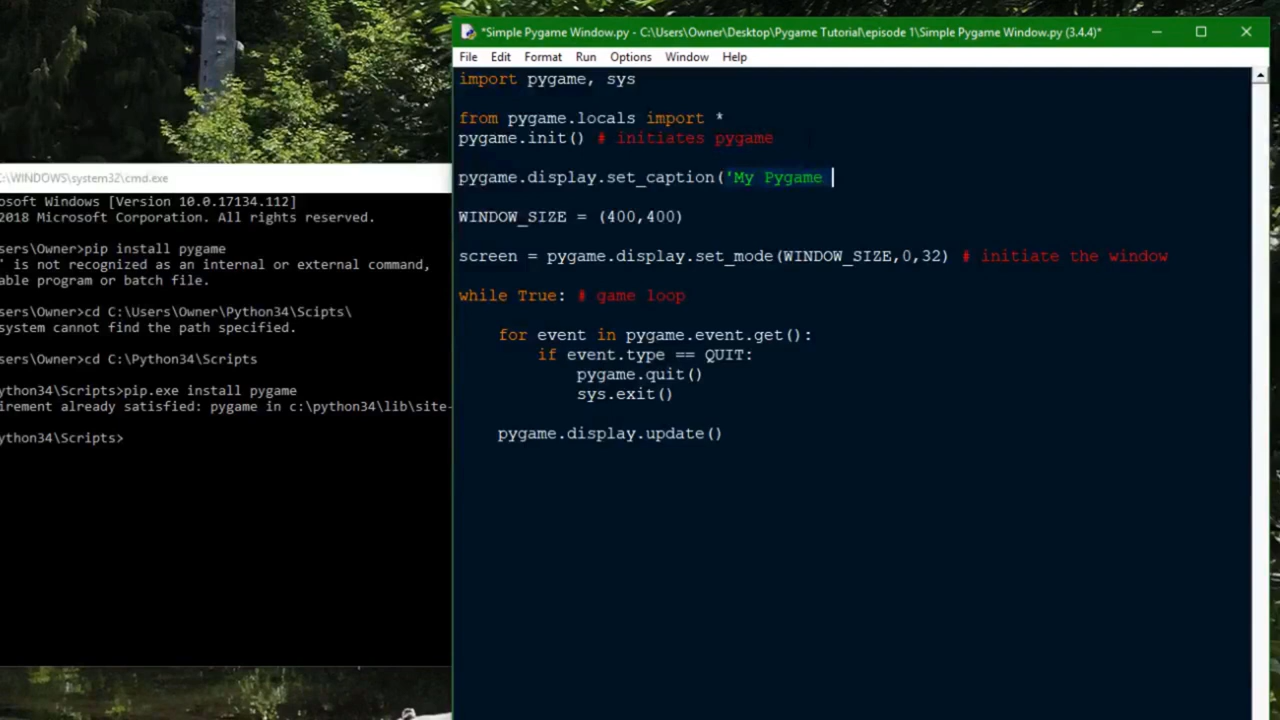 *Simple Pygame Window.py - C:\Users\Owner\Desktop\Pygame Tutorial\episode 1\Simple Pygame Window.py (3.4.4)*
File Edit Format Run Options Window Help
import pygame, sys
from pygame.locals import *
pygame.init() # initiates pygame
pygame.display.set_caption('My Pygame
WINDOW_SIZE = (400,400)
screen = pygame.display.set_mode(WINDOW_SIZE,0,32) # initiate the window
while True: # game loop
for event in pygame.event.get():
if event.type == QUIT:
pygame.quit()
sys.exit()
pygame.display.update()
:\WINDOWS\system32\cmd.exe
osoft Windows [Version 10.0.17134.112]
2018 Microsoft Corporation. All rights reserved.
sers\Owner>pip install pygame
' is not recognized as an internal or external command,
able program or batch file.
sers\Owner>cd C:\Users\Owner\Python34\Scipts\
system cannot find the path specified.
sers\Owner>cd C:\Python34\Scripts
ython34\Scripts>pip.exe install pygame
irement already satisfied: pygame in c:\python34\lib\site-
ython34\Scripts>